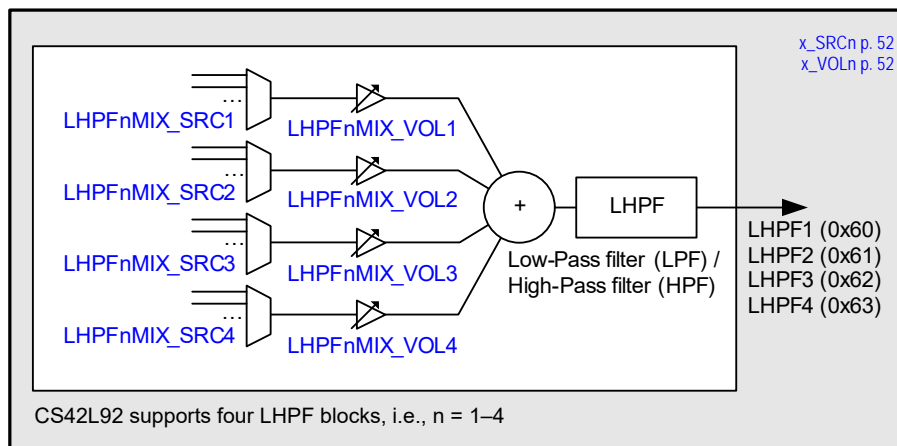 x_SRCn p. 52
x_VOLn p. 52
...
LHPFnMIX_SRC1
LHPFnMIX_VOL1
...
LHPFnMIX_SRC2
LHPFnMIX_VOL2
...
LHPFnMIX_SRC3
LHPFnMIX_VOL3
...
LHPFnMIX_SRC4
LHPFnMIX_VOL4
+
LHPF
Low-Pass filter (LPF) /
High-Pass filter (HPF)
LHPF1 (0x60)
LHPF2 (0x61)
LHPF3 (0x62)
LHPF4 (0x63)
CS42L92 supports four LHPF blocks, i.e., n = 1–4